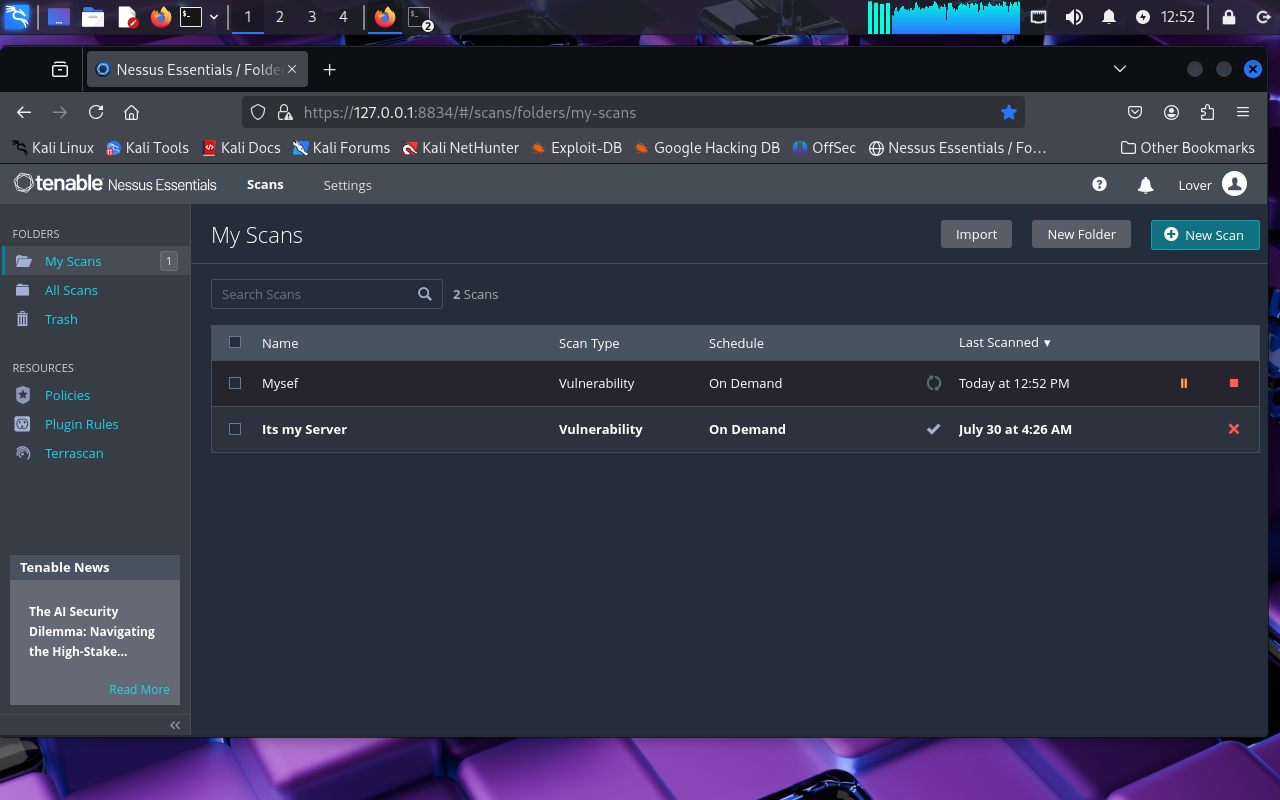 1 2 3 4 2 12:52
Nessus Essentials / Folde
https://127.0.0.1:8834/#/scans/folders/my-scans
Kali Linux Kali Tools Kali Docs Kali Forums Kali NetHunter Exploit-DB Google Hacking DB OffSec Nessus Essentials / Fo… Other Bookmarks
tenable Nessus Essentials Scans Settings Lover
FOLDERS
My Scans 1
All Scans
Trash
RESOURCES
Policies
Plugin Rules
Terrascan
Tenable News
The AI Security
Dilemma: Navigating
the High-Stake...
Read More
My Scans Import New Folder New Scan
Search Scans 2 Scans
Name Scan Type Schedule Last Scanned ▼
Mysef Vulnerability On Demand Today at 12:52 PM
Its my Server Vulnerability On Demand July 30 at 4:26 AM